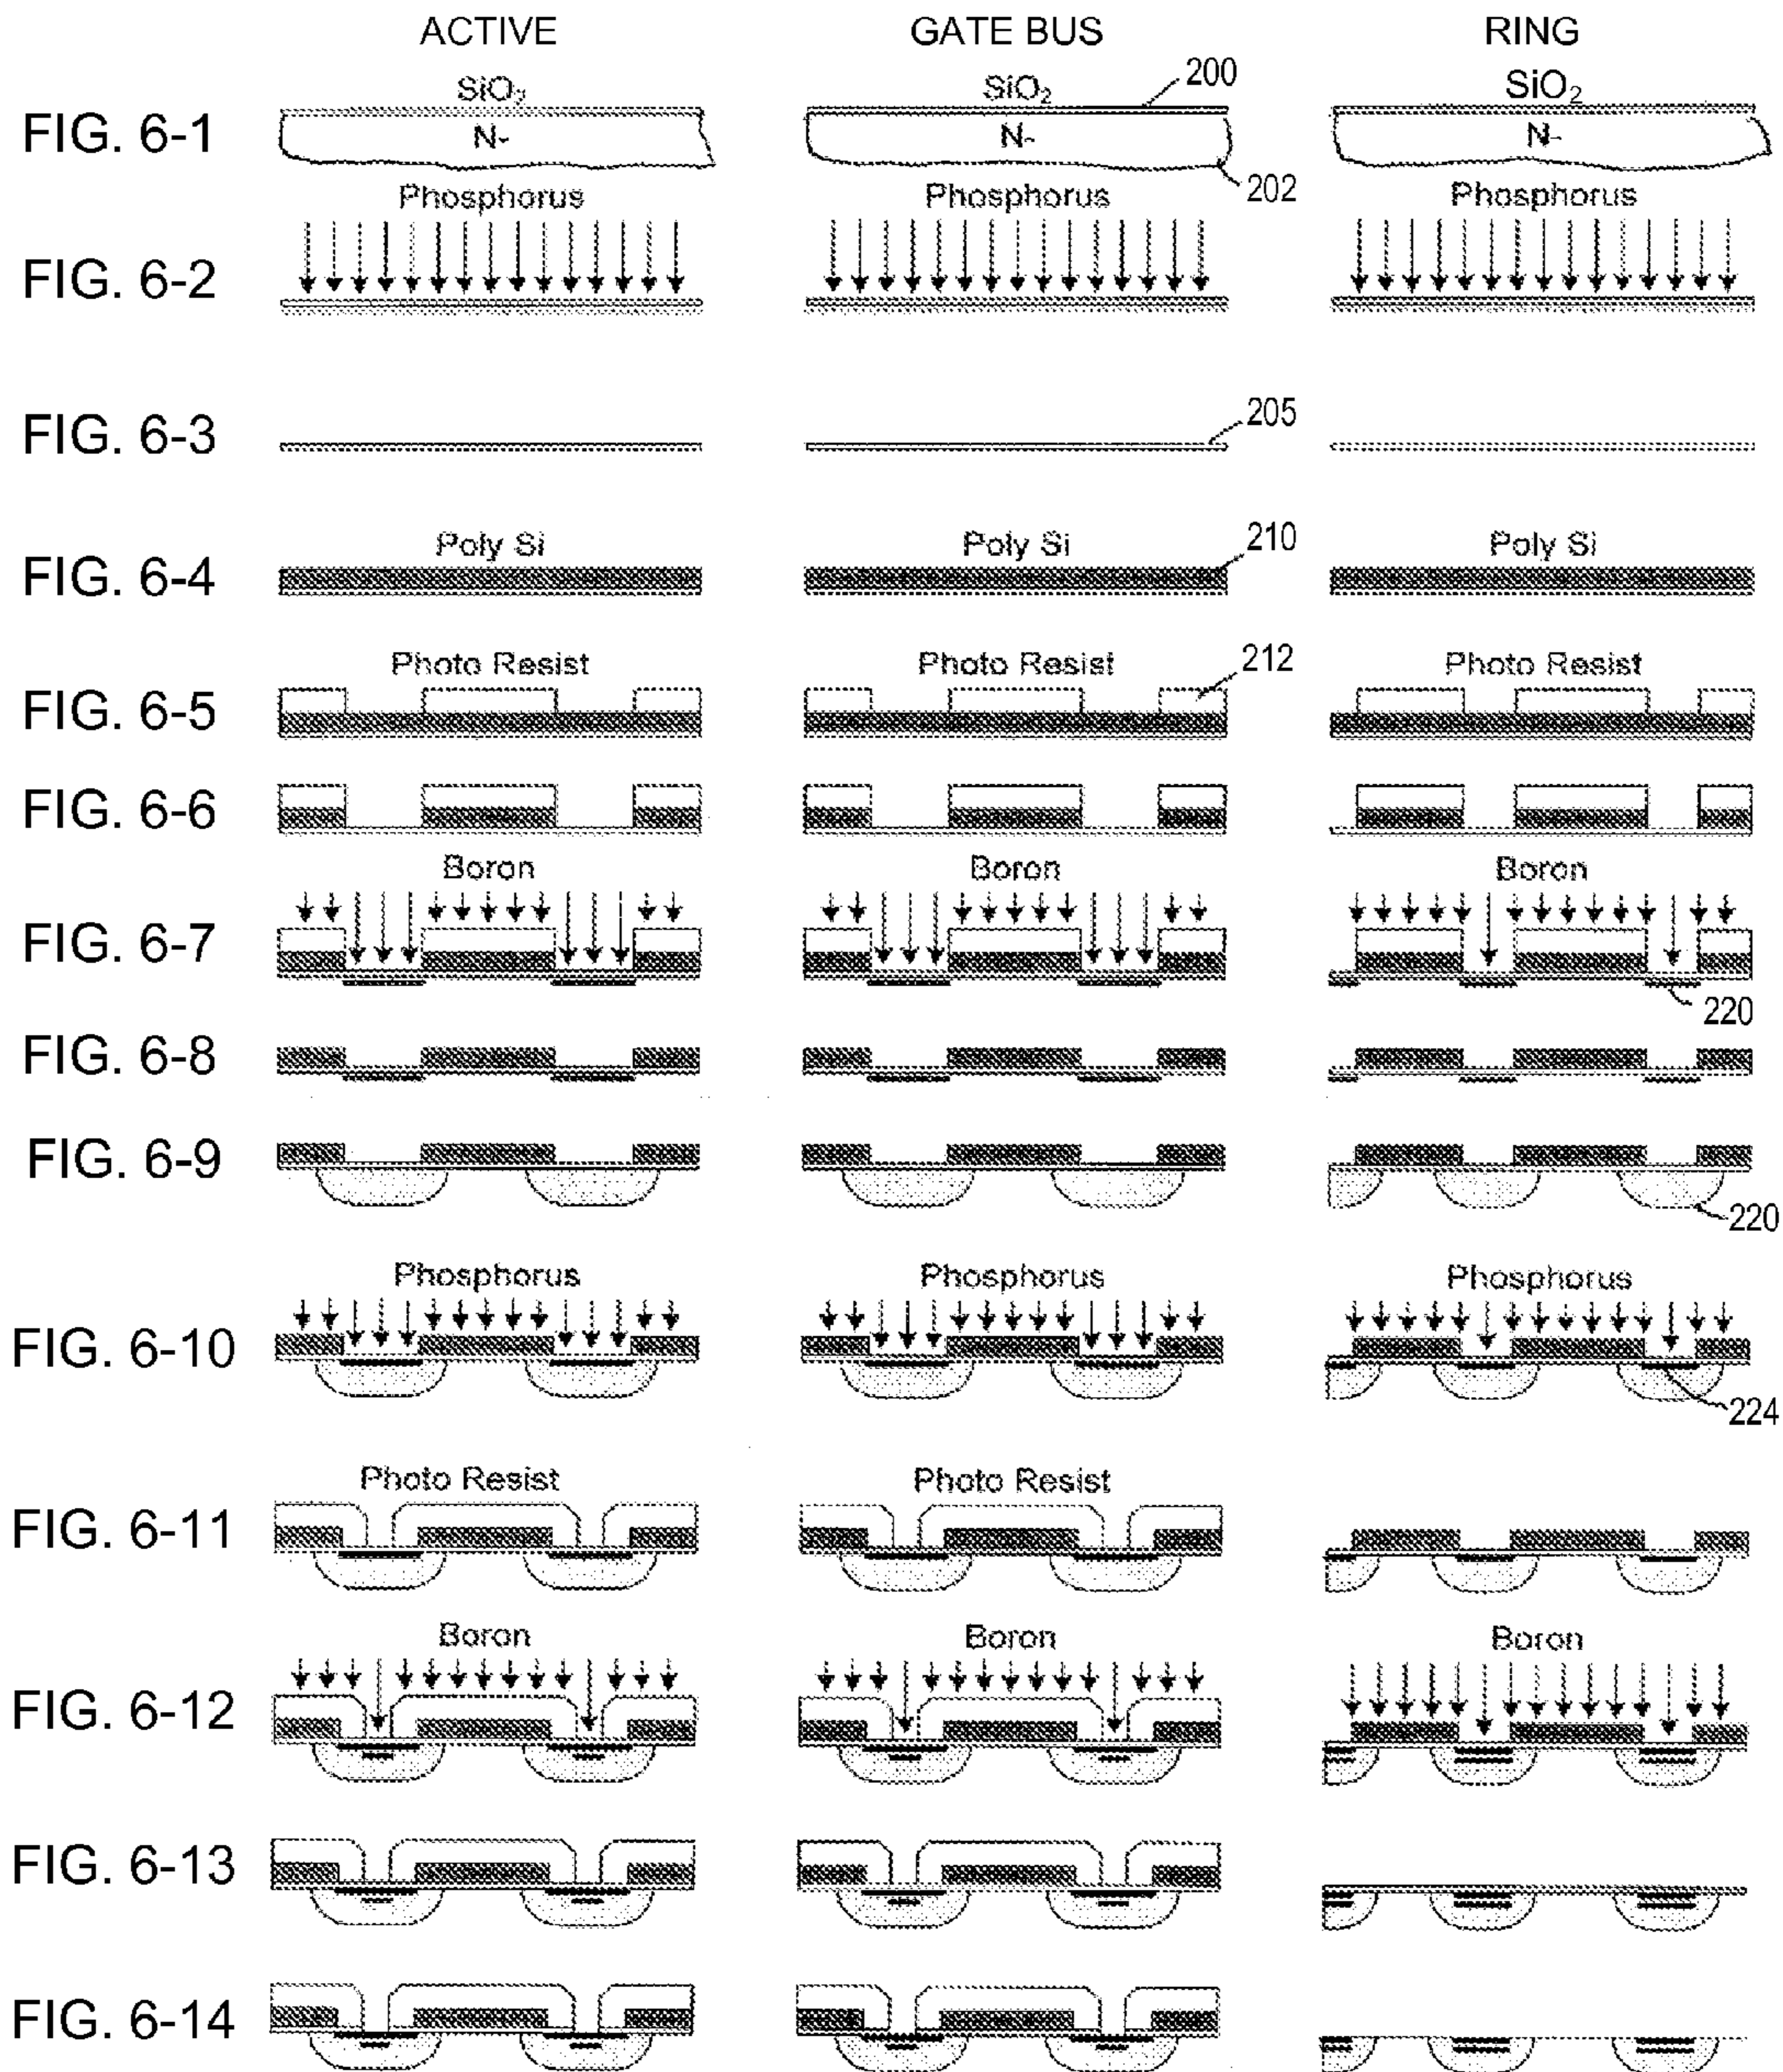 ACTIVE GATE BUS RING
SiO₂ SiO₂ 200 SiO₂
FIG. 6-1 N- N- N-
202
Phosphorus Phosphorus Phosphorus
FIG. 6-2
FIG. 6-3 205
Poly Si Poly Si 210 Poly Si
FIG. 6-4
Photo Resist Photo Resist 212 Photo Resist
FIG. 6-5
FIG. 6-6
Boron Boron Boron
FIG. 6-7
220
FIG. 6-8
FIG. 6-9
220
Phosphorus Phosphorus Phosphorus
FIG. 6-10
224
Photo Resist Photo Resist
FIG. 6-11
Boron Boron Boron
FIG. 6-12
FIG. 6-13
FIG. 6-14